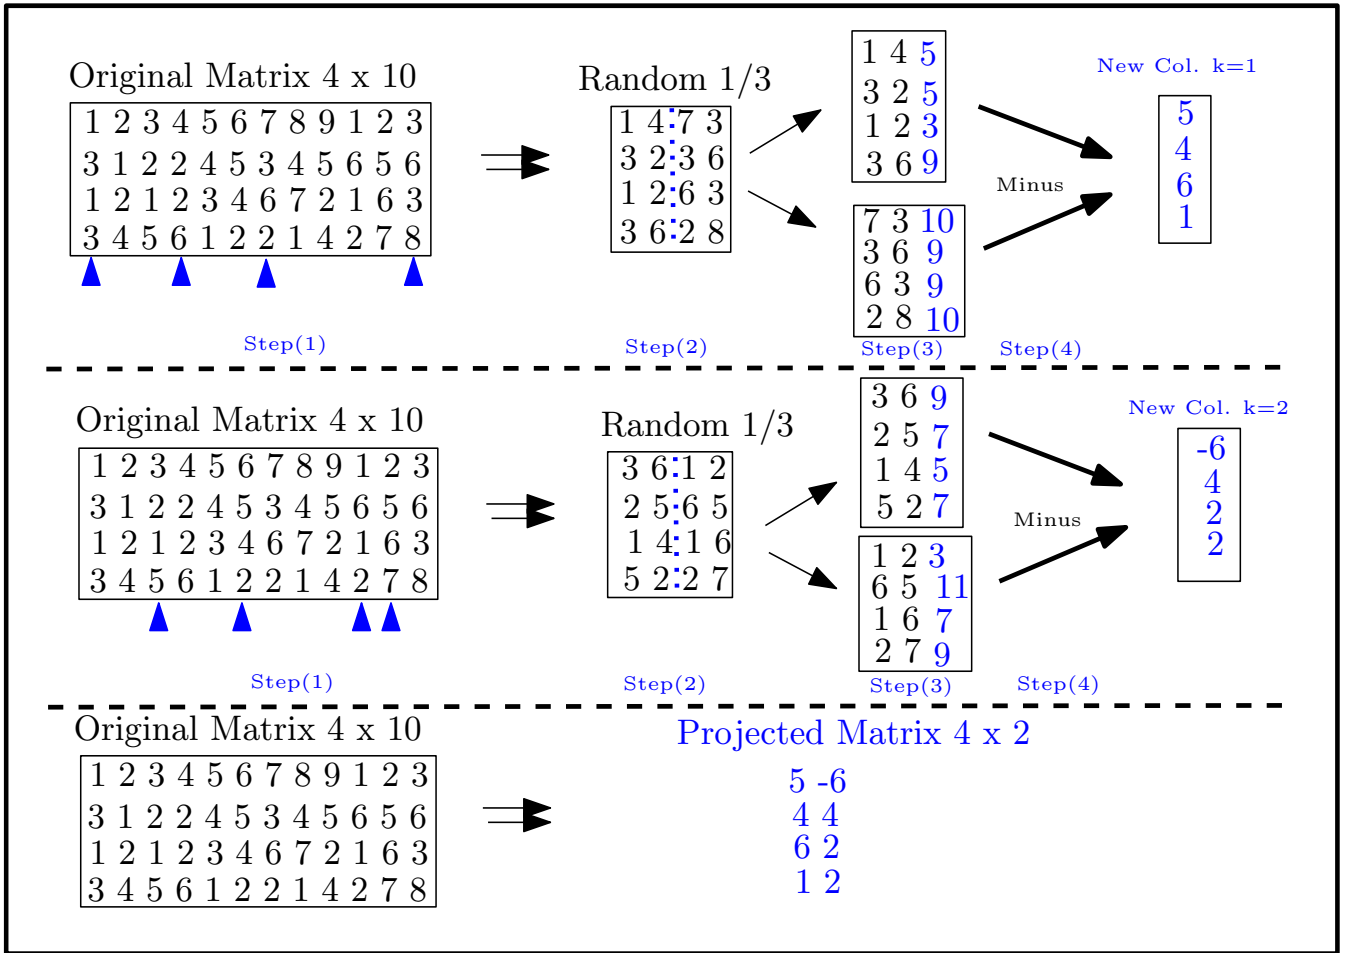 Original Matrix 4 x 10
1 2 3 4 5 6 7 8 9 1 2 3
3 1 2 2 4 5 3 4 5 6 5 6
1 2 1 2 3 4 6 7 2 1 6 3
3 4 5 6 1 2 2 1 4 2 7 8
Step(1)
Random 1/3
1 4 7 3
3 2 3 6
1 2 6 3
3 6 2 8
Step(2)
1 4 5
3 2 5
1 2 3
3 6 9
7 3 10
3 6 9
6 3 9
2 8 10
Step(3)
Minus
Step(4)
New Col. k=1
5
4
6
1
Original Matrix 4 x 10
1 2 3 4 5 6 7 8 9 1 2 3
3 1 2 2 4 5 3 4 5 6 5 6
1 2 1 2 3 4 6 7 2 1 6 3
3 4 5 6 1 2 2 1 4 2 7 8
Step(1)
Random 1/3
3 6 1 2
2 5 6 5
1 4 1 6
5 2 2 7
Step(2)
3 6 9
2 5 7
1 4 5
5 2 7
1 2 3
6 5 11
1 6 7
2 7 9
Step(3)
Minus
Step(4)
New Col. k=2
-6
4
2
2
Original Matrix 4 x 10
1 2 3 4 5 6 7 8 9 1 2 3
3 1 2 2 4 5 3 4 5 6 5 6
1 2 1 2 3 4 6 7 2 1 6 3
3 4 5 6 1 2 2 1 4 2 7 8
Projected Matrix 4 x 2
5 -6
4 4
6 2
1 2